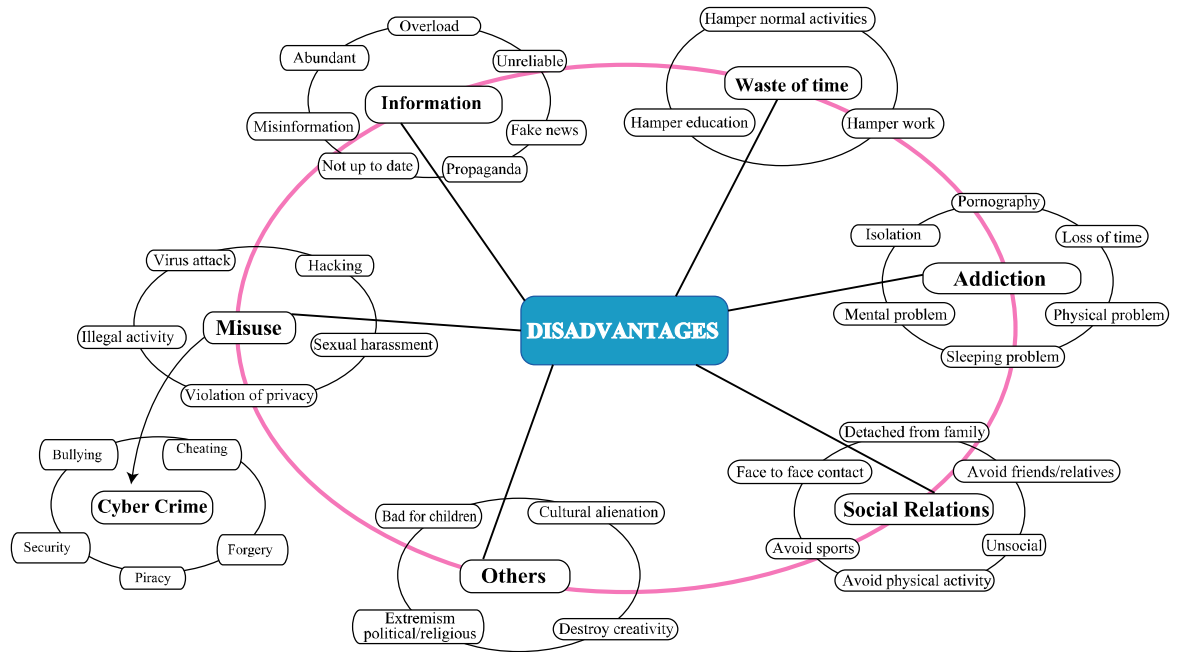 DISADVANTAGES
Information
Overload
Abundant
Unreliable
Misinformation
Fake news
Not up to date
Propaganda
Waste of time
Hamper normal activities
Hamper education
Hamper work
Addiction
Pornography
Isolation
Loss of time
Mental problem
Physical problem
Sleeping problem
Social Relations
Detached from family
Face to face contact
Avoid friends/relatives
Avoid sports
Unsocial
Avoid physical activity
Others
Bad for children
Cultural alienation
Extremism
political/religious
Destroy creativity
Misuse
Virus attack
Hacking
Illegal activity
Sexual harassment
Violation of privacy
Cyber Crime
Bullying
Cheating
Security
Forgery
Piracy